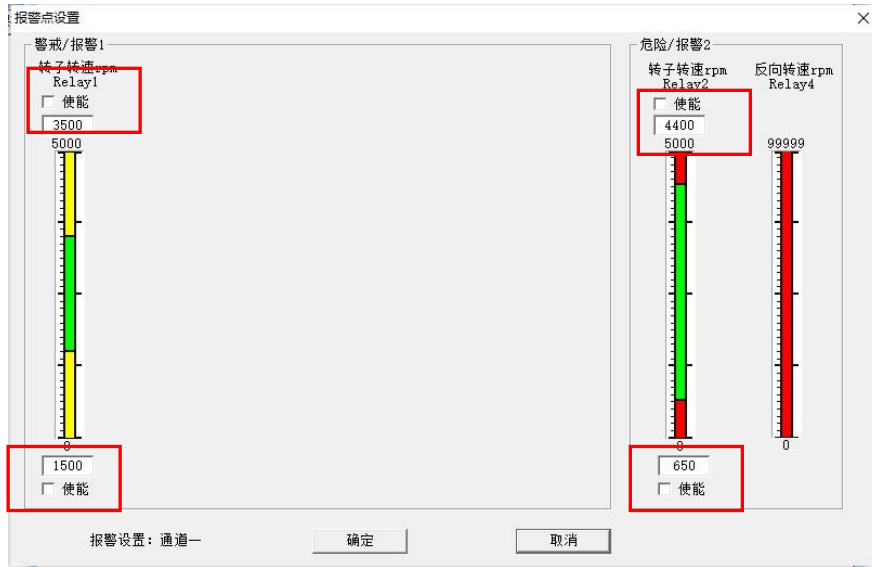 报警点设置
警戒/报警1
转子转速rpm
Relay1
使能
3500
5000
0
1500
使能
危险/报警2
转子转速rpm
Relay2
使能
4400
5000
0
650
使能
反向转速rpm
Relay4
99999
0
报警设置：通道一
确定
取消